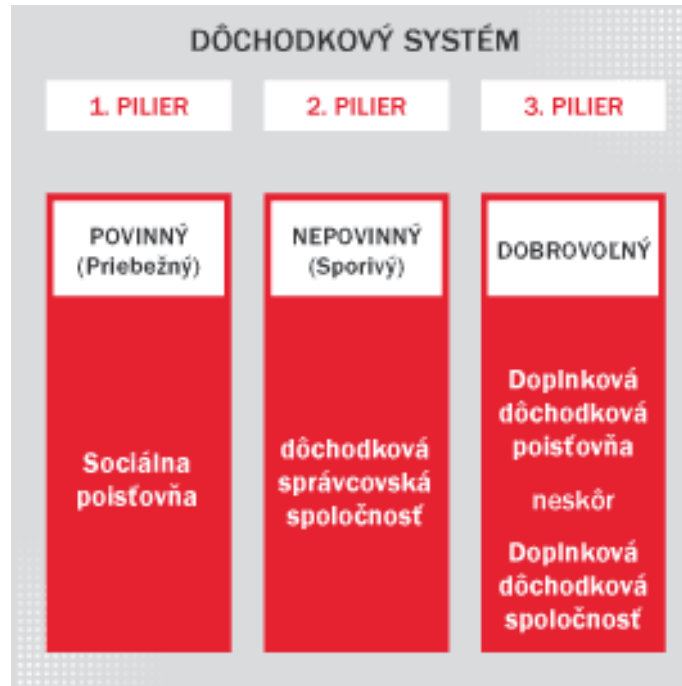 DÔCHODKOVÝ SYSTÉM
1. PILIER
2. PILIER
3. PILIER
POVINNÝ
(Priebežný)
Sociálna
poisťovňa
NEPOVINNÝ
(Sporivý)
dôchodková
správcovská
spoločnosť
DOBROVOĽNÝ
Doplnková
dôchodková
poisťovňa
neskôr
Doplnková
dôchodková
spoločnosť